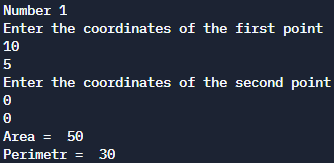 Number 1
Enter the coordinates of the first point
10
5
Enter the coordinates of the second point
0
0
Area =  50
Perimetr =  30